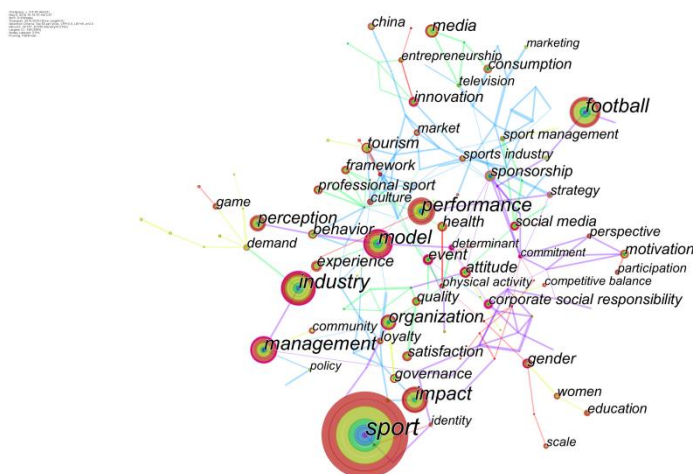 china
media
marketing
entrepreneurship
consumption
television
innovation
football
market
sport management
tourism
sports industry
framework
sponsorship
professional sport
strategy
culture
game
performance
perception
health
social media
behavior
perspective
demand
model
determinant
commitment
motivation
event
experience
attitude
participation
industry
physical activity
competitive balance
quality
corporate social responsibility
organization
community
management
loyalty
satisfaction
gender
policy
governance
women
impact
education
sport
identity
scale